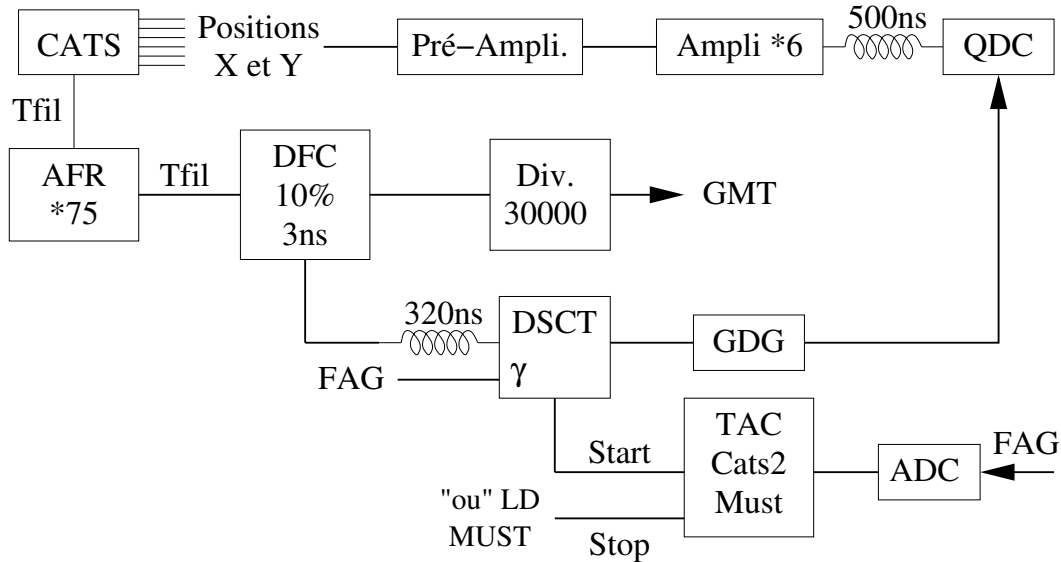 CATS
Positions
X et Y
Pré-Ampli.
Ampli *6
500ns
QDC
Tfil
AFR
*75
Tfil
DFC
10%
3ns
Div.
30000
GMT
320ns
DSCT
γ
FAG
GDG
Start
TAC
Cats2
Must
ADC
FAG
"ou" LD
MUST
Stop